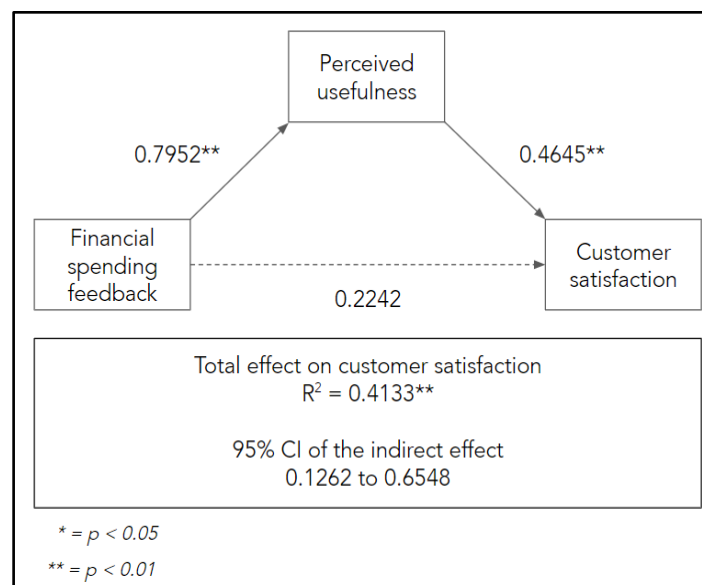 Perceived
usefulness
0.7952**
0.4645**
Financial
spending
feedback
Customer
satisfaction
0.2242
Total effect on customer satisfaction
R² = 0.4133**
95% CI of the indirect effect
0.1262 to 0.6548
* = p < 0.05
** = p < 0.01